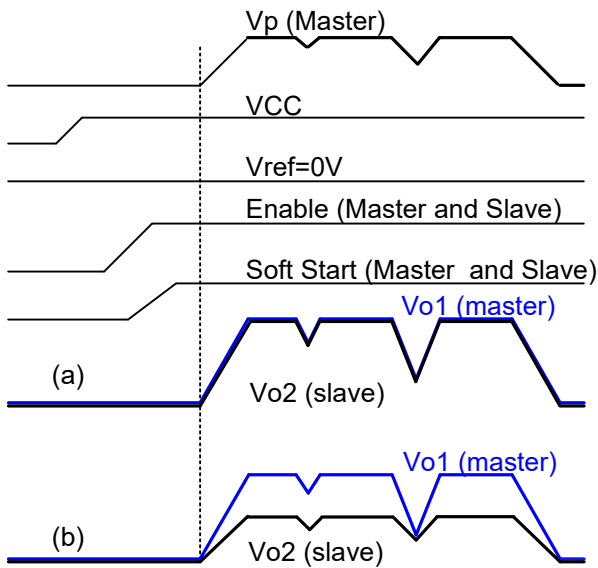 Vp (Master)
VCC
Vref=0V
Enable (Master and Slave)
Soft Start (Master and Slave)
Vo1 (master)
(a)
Vo2 (slave)
Vo1 (master)
(b)
Vo2 (slave)